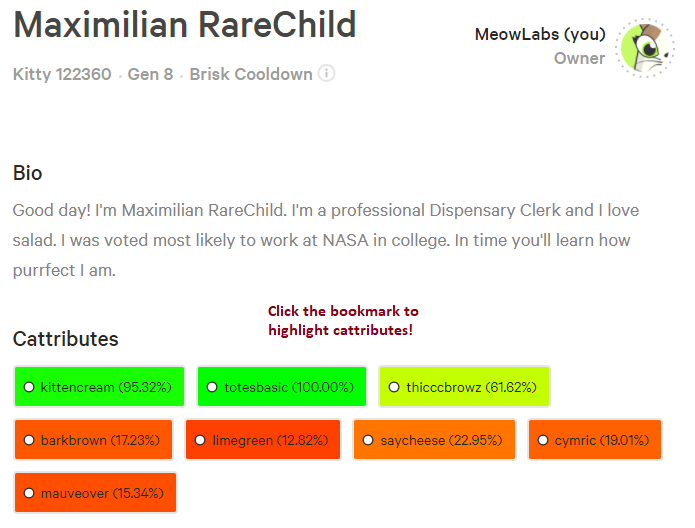 Maximilian RareChild
MeowLabs (you)
Owner
Kitty 122360 · Gen 8 · Brisk Cooldown i
Bio
Good day! I'm Maximilian RareChild. I'm a professional Dispensary Clerk and I love
salad. I was voted most likely to work at NASA in college. In time you'll learn how
purrfect I am.
Click the bookmark to
highlight cattributes!
Cattributes
kittencream (95.32%) totesbasic (100.00%) thicccbrowz (61.62%)
barkbrown (17.23%) limegreen (12.82%) saycheese (22.95%) cymric (19.01%)
mauveover (15.34%)